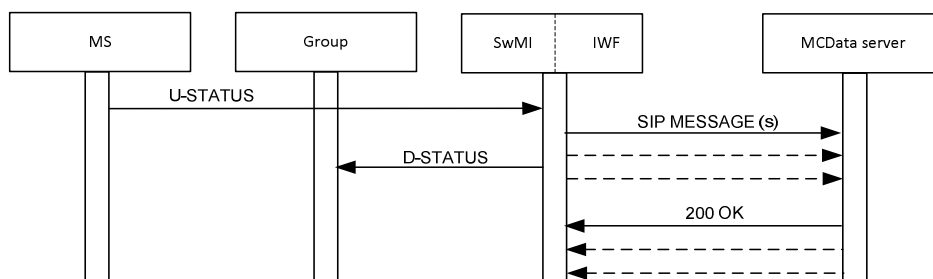 MS
Group
SwMI
IWF
MCData server
U-STATUS
SIP MESSAGE (s)
D-STATUS
200 OK